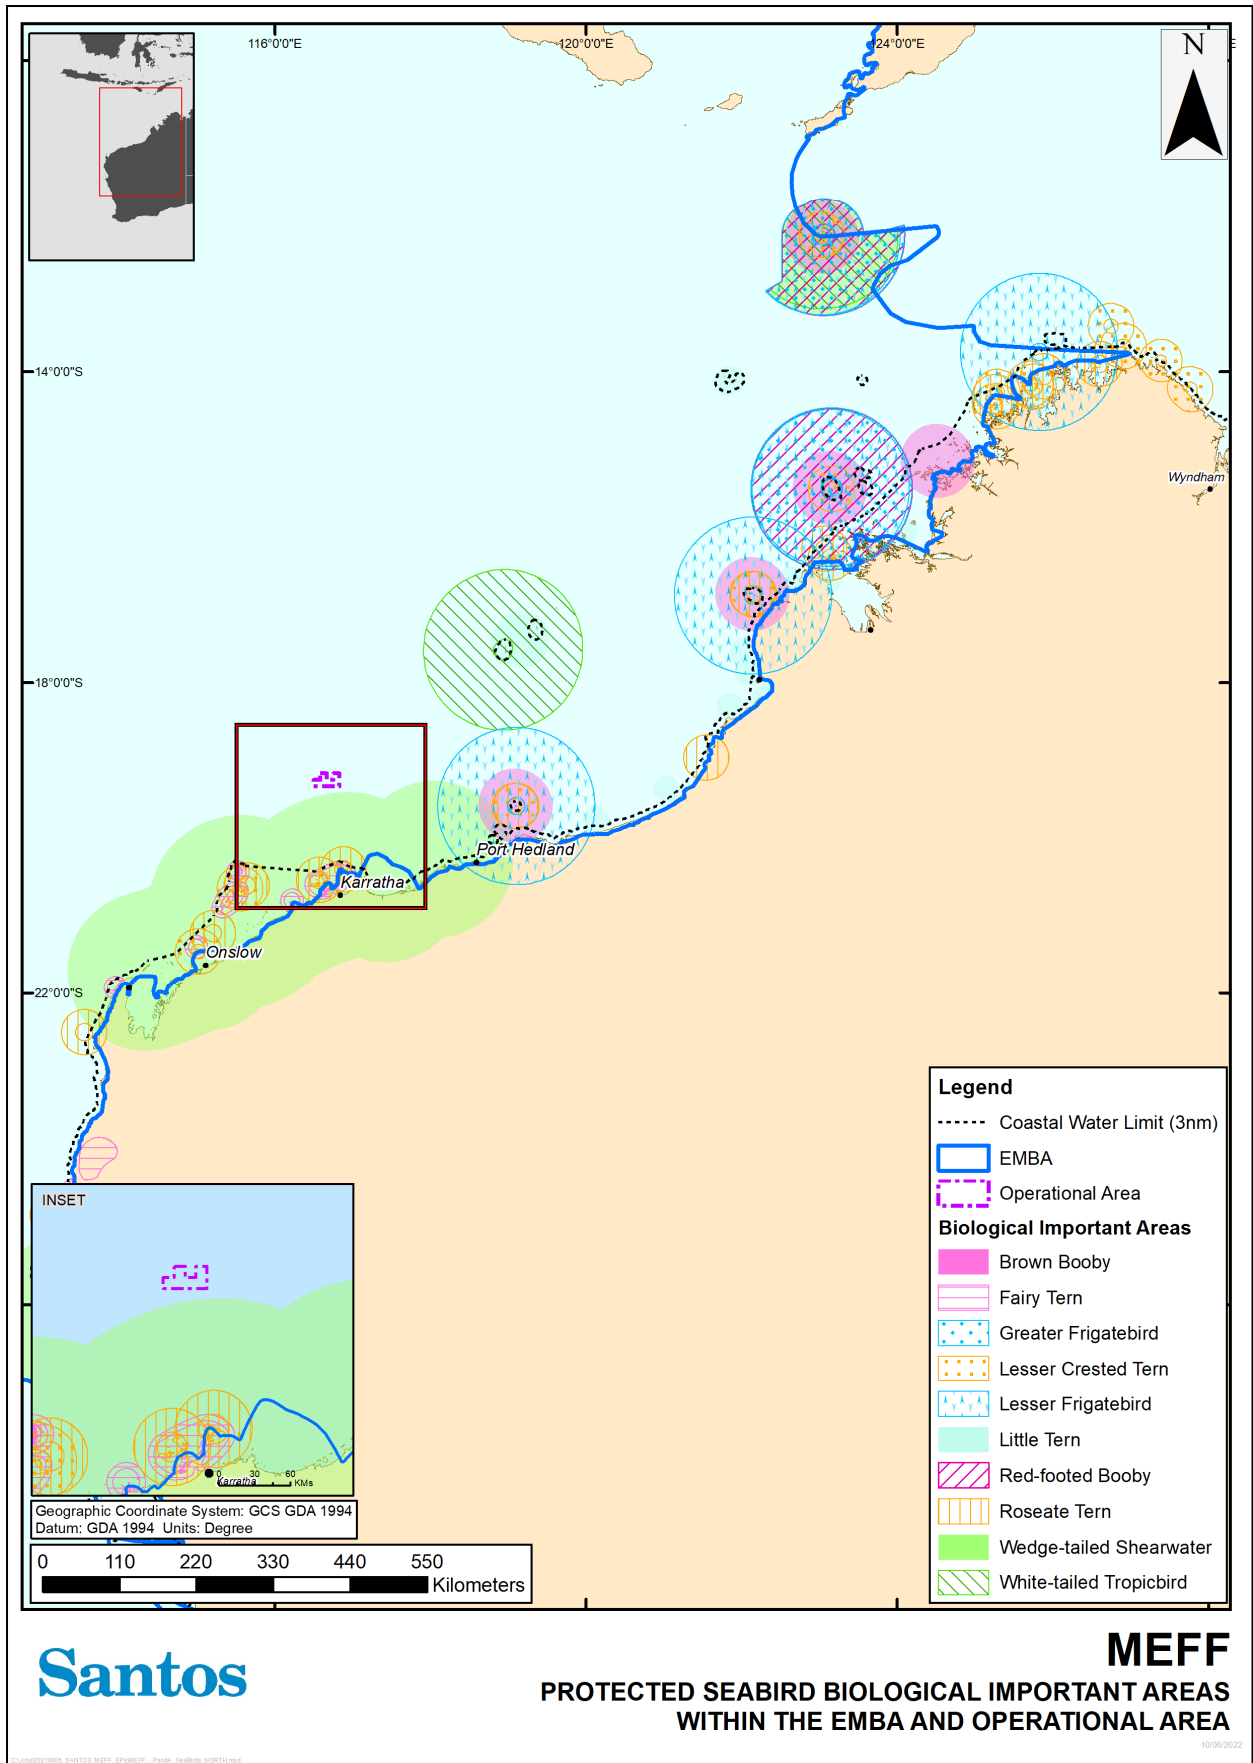 116°0'0"E
120°0'0"E
124°0'0"E
E
N
14°0'0"S
Wyndham
18°0'0"S
Port Hedland
Karratha
Onslow
22°0'0"S
Legend
Coastal Water Limit (3nm)
EMBA
Operational Area
Biological Important Areas
Brown Booby
Fairy Tern
Greater Frigatebird
Lesser Crested Tern
Lesser Frigatebird
Little Tern
Red-footed Booby
Roseate Tern
Wedge-tailed Shearwater
White-tailed Tropicbird
INSET
0 30 60
KMs
Karratha
Geographic Coordinate System: GCS GDA 1994
Datum: GDA 1994 Units: Degree
0 110 220 330 440 550
Kilometers
Santos
MEFF
PROTECTED SEABIRD BIOLOGICAL IMPORTANT AREAS
WITHIN THE EMBA AND OPERATIONAL AREA
10/06/2022